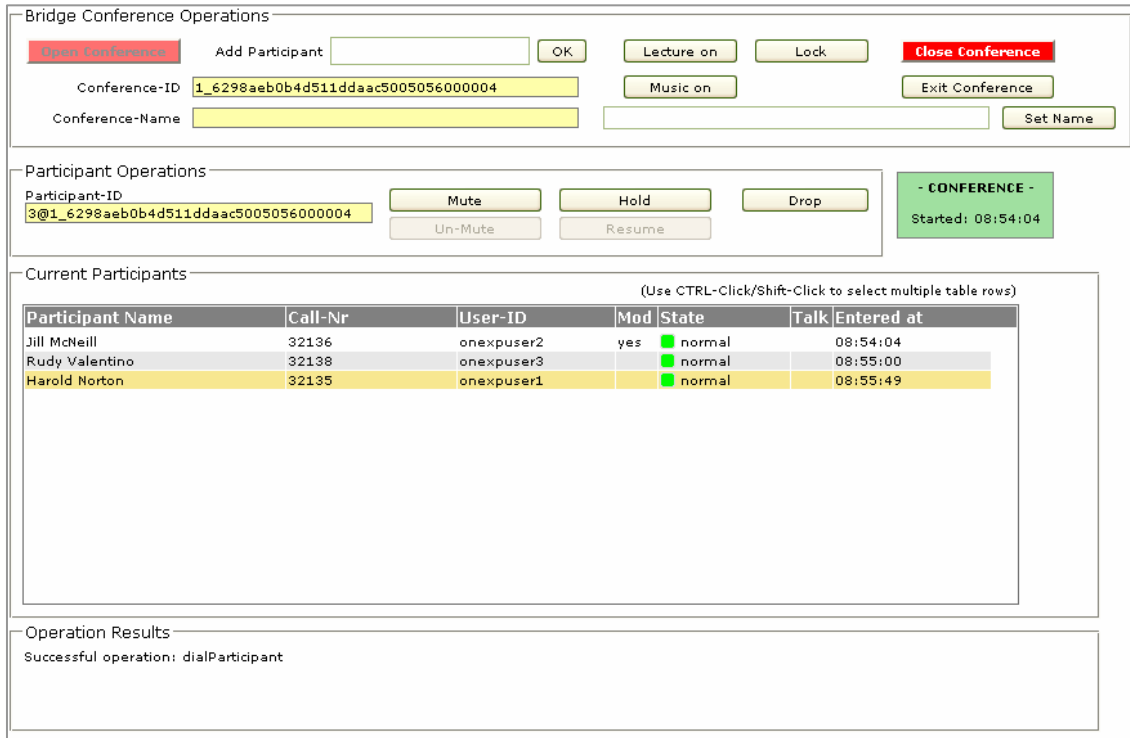 Bridge Conference Operations
Open Conference Add Participant OK Lecture on Lock Close Conference
Conference-ID 1_6298aeb0b4d511ddaac5005056000004 Music on Exit Conference
Conference-Name Set Name
Participant Operations
Participant-ID
3@1_6298aeb0b4d511ddaac5005056000004
Mute Hold Drop
Un-Mute Resume
- CONFERENCE -
Started: 08:54:04
Current Participants
(Use CTRL-Click/Shift-Click to select multiple table rows)
Participant Name Call-Nr User-ID Mod State Talk Entered at
Jill McNeill 32136 onexpuser2 yes normal 08:54:04
Rudy Valentino 32138 onexpuser3 normal 08:55:00
Harold Norton 32135 onexpuser1 normal 08:55:49
Operation Results
Successful operation: dialParticipant